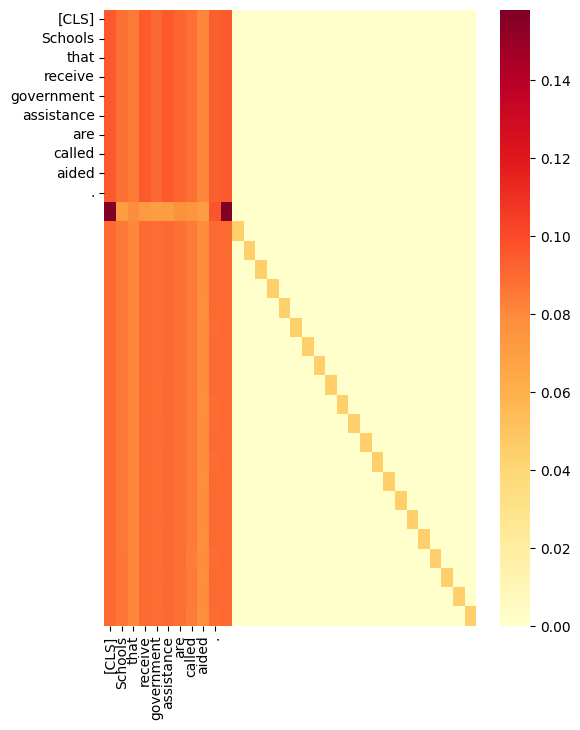 [CLS]
Schools
that
receive
government
assistance
are
called
aided
.
0.14
0.12
0.10
0.08
0.06
0.04
0.02
0.00
[CLS]
Schools
that
receive
government
assistance
are
called
aided
.